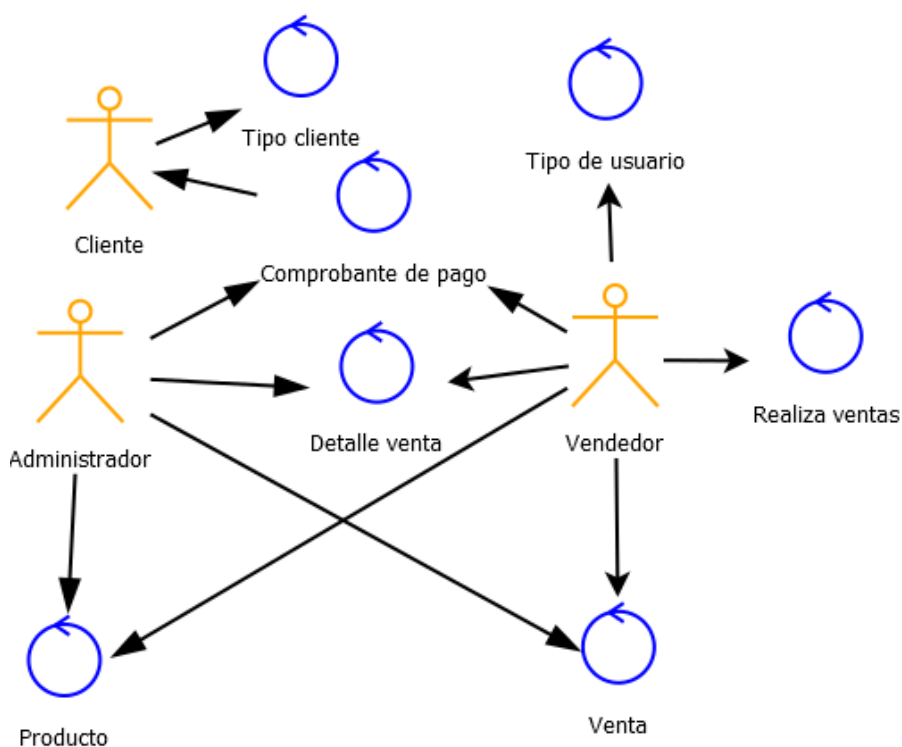 Tipo cliente
Tipo de usuario
Cliente
Comprobante de pago
Administrador
Detalle venta
Vendedor
Realiza ventas
Producto
Venta